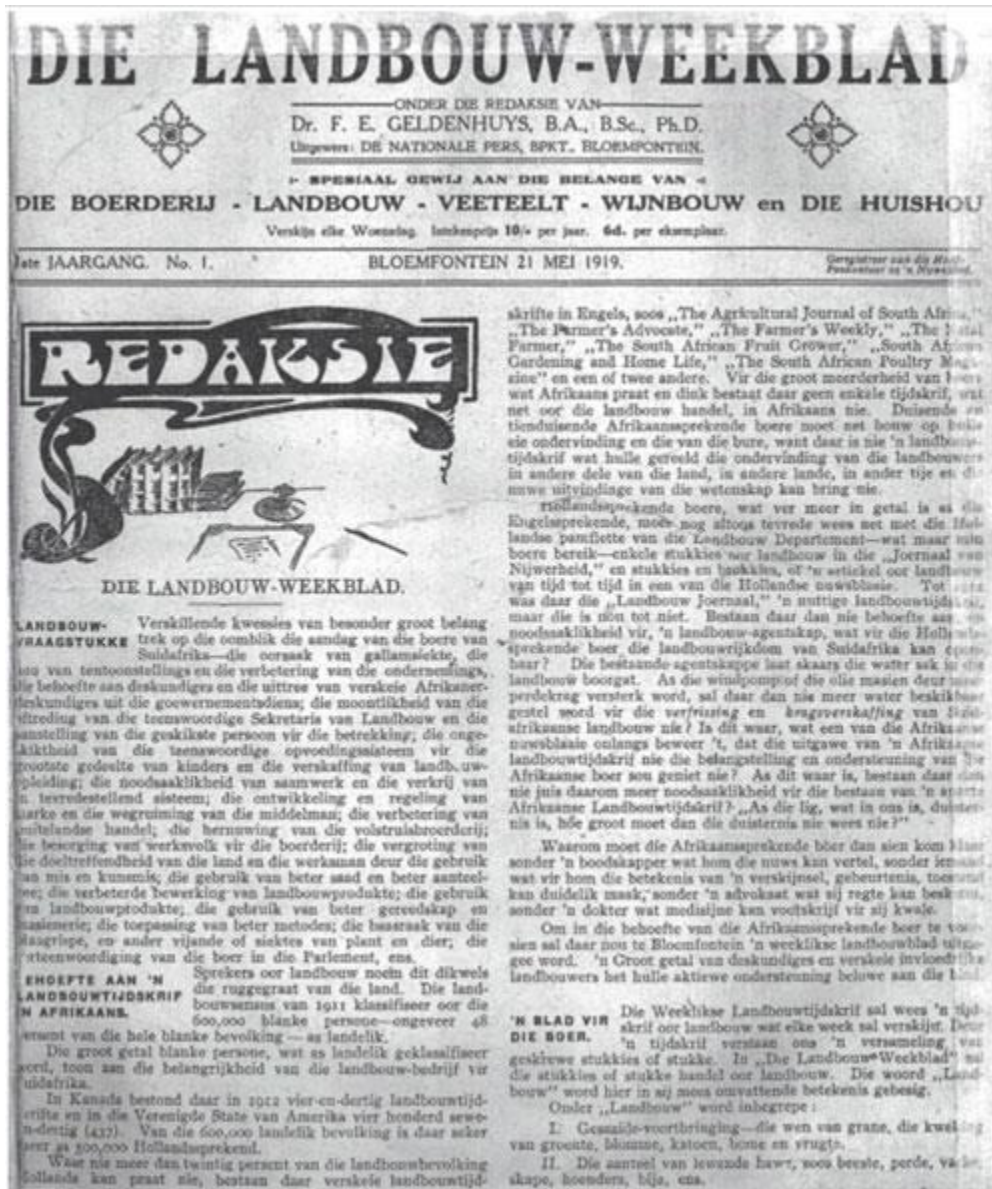 DIE LANDBOUW-WEEKBLAD
ONDER DIE REDAKSIE VAN
Dr. F. E. GELDENHUYS, B.A., B.Sc., Ph.D.
Uitgewers: DE NATIONALE PERS, BPKT., BLOEMFONTEIN.
SPESIAAL GEWIJ AAN DIE BELANGE VAN
DIE BOERDERIJ - LANDBOUW - VEETEELT - WIJNBOUW en DIE HUISHOU
Verskijn elke Woensdag. Intekenprijs 10/- per jaar. 6d. per eksemplaar.
JAARGANG. No. 1. BLOEMFONTEIN 21 MEI 1919.
REDAKSIE
DIE LANDBOUW-WEEKBLAD.
LANDBOUW-VRAAGSTUKKE
Verskillende kwessies van besonder groot belang
trek op die oomblik die aandag van die boere van
Suidafrika—die oorsaak van gallamsiekte, die
van tentoonstellings en die verbetering van die ondernemings,
die behoefte aan deskundiges en die uittree van verskeie Afrikaner-
deskundiges uit die goewernementsdiens; die moontlikheid van die
aftreding van die teenswoordige Sekretaris van Landbouw en die
aanstelling van die geskikste persoon vir die betrekking; die onge-
skiktheid van die teenswoordige opvoedingssisteem vir die
grootste gedeelte van kinders en die verskaffing van landbouw-
opleiding; die noodsaaklikheid van saamwerk en die verkrij van
'n tevredestellend sisteem; die ontwikkeling en regeling van
marke en die wegruiming van die middelman; die verbetering van
buitelandse handel; die hernuwing van die volstruisboerderij;
die besorging van werksvolk vir die boerderij; die vergroting van
die doeltreffendheid van die land en die werksman deur die gebruik
van mis en kunsmis; die gebruik van beter saad en beter aanteel-
vee; die verbeterde bewerking van landbouwprodukte; die gebruik
van landbouwprodukte; die gebruik van beter gereedskap en
masienerie; die toepassing van beter metodes; die
en ander vijande of siektes van plant en dier; die
verteenwoordiging van die boer in die Parlement, ens.
BEHOEFTE AAN 'N
LANDBOUWTIJDSKRIF
IN AFRIKAANS.
Sprekers oor landbouw noem dit dikwels
die ruggegraat van die land. Die land-
bouwsensus van 1911 klassifiseer oor die
600,000 blanke persone—ongeveer 48
persent van die hele blanke bevolking—as landelik.
Die groot getal blanke persone, wat as landelik geklassifiseer
word, toon aan die belangrijkheid van die landbouw-bedrijf vir
Suidafrika.
In Kanada bestond daar in 1912 vier-en-dertig landbouwtijd-
skrifte en in die Verenigde State van Amerika vier honderd sewe-
en-dertig (437). Van die 600,000 landelik bevolking is daar seker
meer as 500,000 Hollandsprekend.
Waar nie meer dan twintig persent van die landbouwbevolking
Hollands kan praat nie, bestaan daar verskeie landbouwtijd-
skrifte in Engels, soos „The Agricultural Journal of South Africa,"
„The Farmer's Advocate," „The Farmer's Weekly," „The Natal
Farmer," „The South African Fruit Grower," „South African
Gardening and Home Life," „The South African Poultry Maga-
zine" en een of twee andere. Vir die groot meerderheid van boere
wat Afrikaans praat en dink bestaat daar geen enkele tijdskrif, wat
net oor die landbouw handel, in Afrikaans nie. Duisende en
tienduisende Afrikaanssprekende boere moet net bouw op hulle
eie ondervinding en die van die bure, want daar is nie 'n landbouw-
tijdskrif wat hulle gereeld die ondervinding van die landbouwers
in andere dele van die land, in andere lande, in ander tije en die
nuwe uitvindinge van die wetenskap kan bring nie.
Hollandsprekende boere, wat ver meer in getal is as die
Engelsprekende, moet nog altoos tevrede wees net met die Hol-
landse pamflette van die Landbouw Departement—wat maar min
boere bereik—enkele stukkies oor landbouw in die „Joernaal van
Nijwerheid," en stukkies en boekkies, of 'n artiekel oor landbouw
van tijd tot tijd in een van die Hollandse nuwsblaaie. Tot
was daar die „Landbouw Joernaal," 'n nuttige landbouwtijdskrif,
maar die is nou tot niet. Bestaan daar dan nie behoefte aan, en
noodsaaklikheid vir, 'n landbouw-agentskap, wat vir die Hollands-
sprekende boer die landbouwrijkdom van Suidafrika kan open-
baar? Die bestaande agentskappe laat skaars die water sak in die
landbouw boorgat. As die windpomp of die olie masien deur
perdekrag versterk word, sal daar dan nie meer water beskikbaar
gestel word vir die verfrissing en kragsverskaffing van Suid-
afrikaanse landbouw nie? Is dit waar, wat een van die Afrikaanse
nuwsblaaie onlangs beweer 't, dat die uitgawe van 'n Afrikaanse
landbouwtijdskrif nie die belangstelling en ondersteuning van die
Afrikaanse boer sou geniet nie? As dit waar is, bestaan daar dan
nie juis daarom meer noodsaaklikheid vir die bestaan van 'n aparte
Afrikaanse Landbouwtijdskrif? „As die lig, wat in ons is, duister-
nis is, hoe groot moet dan die duisternis nie wees nie?"
Waarom moet die Afrikaanssprekende boer dan sien kom klaar
sonder 'n boodskapper wat hom die nuws kan vertel, sonder iemand
wat vir hom die betekenis van 'n verskijnsel, gebeurtenis, toestand
kan duidelik maak, sonder 'n advokaat wat sij regte kan beskerm,
sonder 'n dokter wat medisijne kan voorskrijf vir sij kwale.
Om in die behoefte van die Afrikaanssprekende boer te voor-
sien sal daar nou te Bloemfontein 'n weeklikse landbouwblad uitge-
gee word. 'n Groot getal van deskundiges en verskeie invloedrijke
landbouwers het hulle aktiewe ondersteuning beluwe aan die blad.
'N BLAD VIR
DIE BOER.
Die Weeklikse Landbouwtijdskrif sal wees 'n tijd-
skrif oor landbouw wat elke week sal verskijn. Deur
'n tijdskrif verstaan ons 'n versameling van
geskrewe stukkies of stukke. In „Die Landbouw-Weekblad" sal
die stukkies of stukke handel oor landbouw. Die woord „Land-
bouw" word hier in sij mees omvattende betekenis gebesig.
Onder „Landbouw" word inbegrepe:
I. Gesaaide-voortbringing—die wen van grane, die kweking
van groente, blomme, katoen, bome en vrugte.
II. Die aanteel van lewende hawe, soos beeste, perde, varke,
skape, hoenders, bije, ens.